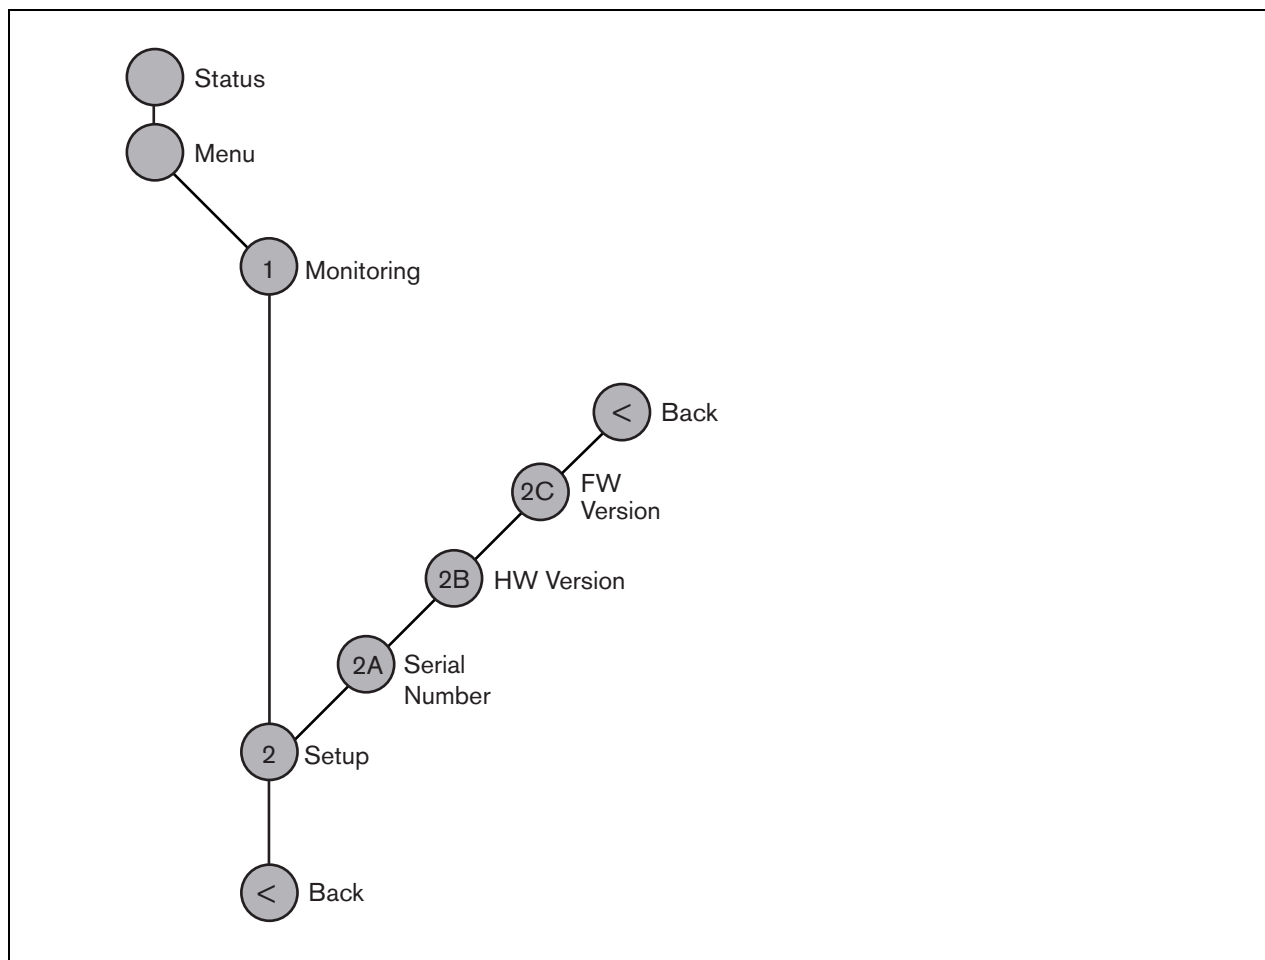 Status
Menu
1 Monitoring
< Back
2C FW
Version
2B HW Version
2A Serial
Number
2 Setup
< Back